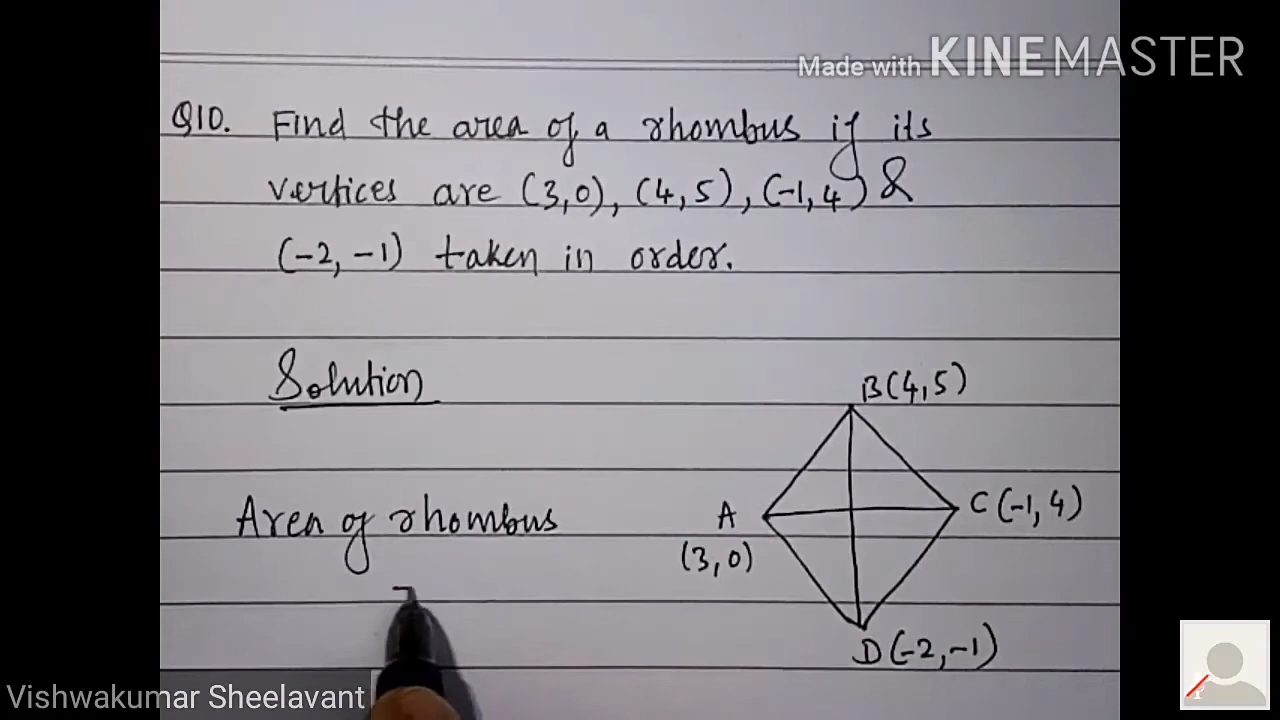 Made with KINEMASTER
Q10. Find the area of a rhombus if its
vertices are (3,0), (4,5), (-1,4) &
(-2,-1) taken in order.
Solution
B(4,5)
Area of rhombus
A
C(-1,4)
(3,0)
D(-2,-1)
Vishwakumar Sheelavant